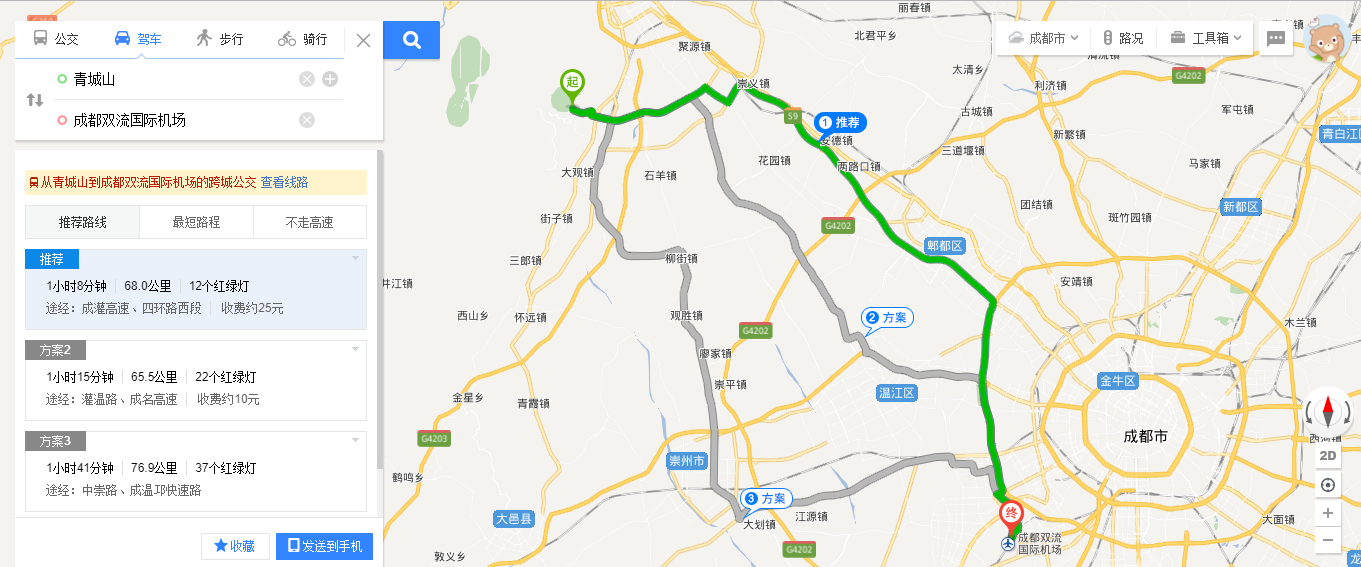 公交 驾车 步行 骑行
青城山
成都双流国际机场
从青城山到成都双流国际机场的跨城公交 查看线路
推荐路线 最短路程 不走高速
推荐
1小时8分钟 68.0公里 12个红绿灯
途经：成灌高速、四环路西段 收费约25元
方案2
1小时15分钟 65.5公里 22个红绿灯
途经：灌温路、成名高速 收费约10元
方案3
1小时41分钟 76.9公里 37个红绿灯
途经：中崇路、成温邛快速路
收藏 发送到手机
成都市 路况 工具箱
丽春镇
北君平乡
聚源镇
太清乡
清流镇
G4202
利济镇
崇义镇
起
古城镇
军屯镇
S9
1 推荐
安德镇
新繁镇
青白江区
三道堰镇
花园镇
两路口镇
马家镇
大观镇
石羊镇
团结镇
新都区
斑竹园镇
街子镇
G4202
郫都区
三郎镇
柳街镇
井江镇
安靖镇
西山乡
怀远镇
观胜镇
2 方案
木兰镇
G4202
廖家镇
崇平镇
金牛区
温江区
金星乡
青霞镇
成都市
G4203
2D
崇州市
鹤鸣乡
3 方案
大邑县
大划镇
江源镇
终
大面镇
成都双流
国际机场
G4202
敦义乡
龙